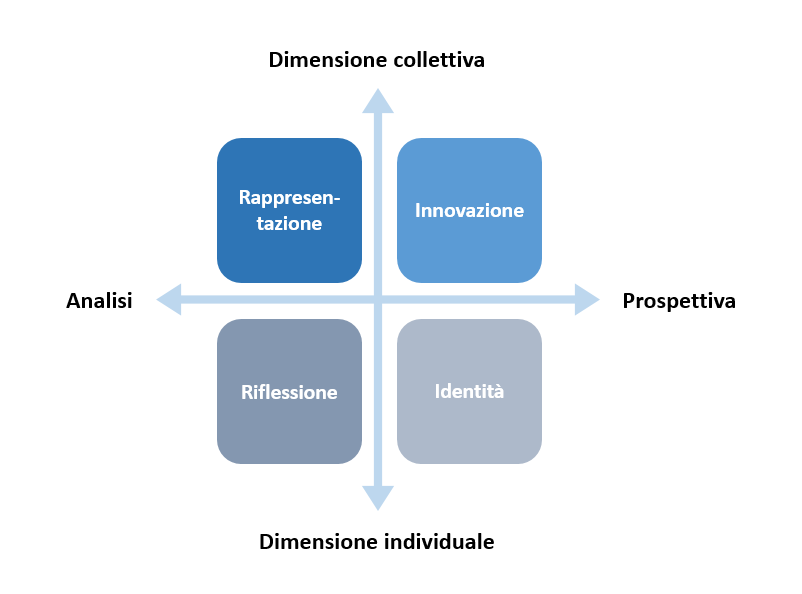 Dimensione collettiva
Rappresen-
tazione
Innovazione
Analisi
Prospettiva
Riflessione
Identità
Dimensione individuale